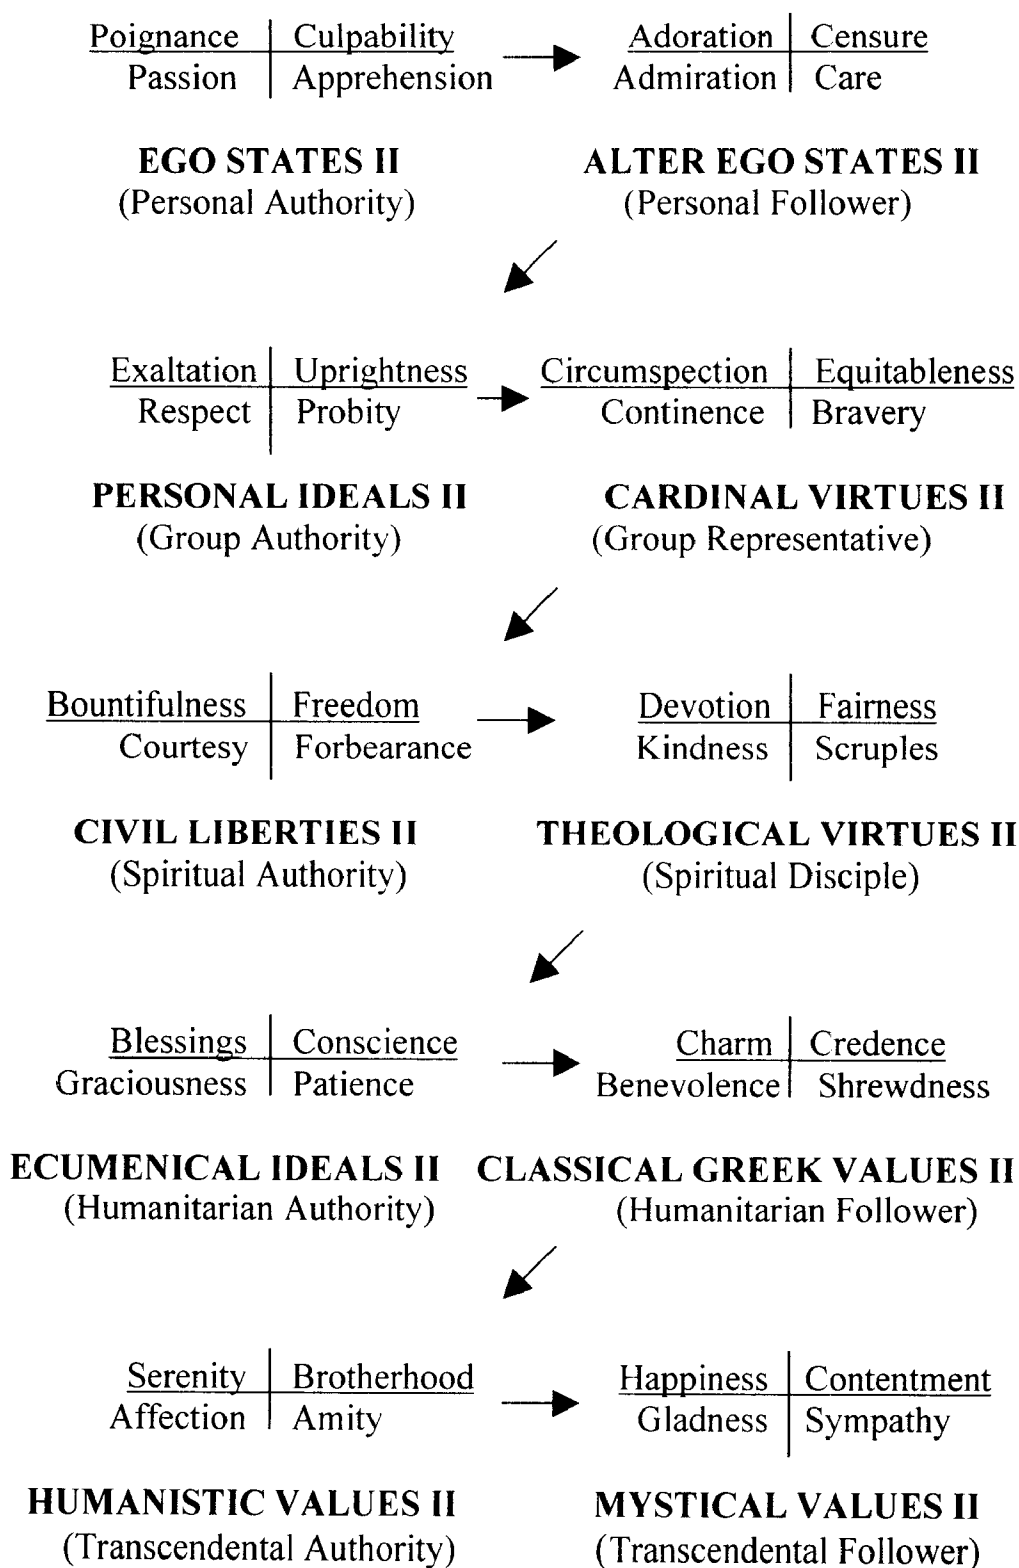 Poignance Culpability Adoration Censure
Passion Apprehension Admiration Care
EGO STATES II ALTER EGO STATES II
(Personal Authority) (Personal Follower)
Exaltation Uprightness Circumspection Equitableness
Respect Probity Continence Bravery
PERSONAL IDEALS II CARDINAL VIRTUES II
(Group Authority) (Group Representative)
Bountifulness Freedom Devotion Fairness
Courtesy Forbearance Kindness Scruples
CIVIL LIBERTIES II THEOLOGICAL VIRTUES II
(Spiritual Authority) (Spiritual Disciple)
Blessings Conscience Charm Credence
Graciousness Patience Benevolence Shrewdness
ECUMENICAL IDEALS II CLASSICAL GREEK VALUES II
(Humanitarian Authority) (Humanitarian Follower)
Serenity Brotherhood Happiness Contentment
Affection Amity Gladness Sympathy
HUMANISTIC VALUES II MYSTICAL VALUES II
(Transcendental Authority) (Transcendental Follower)